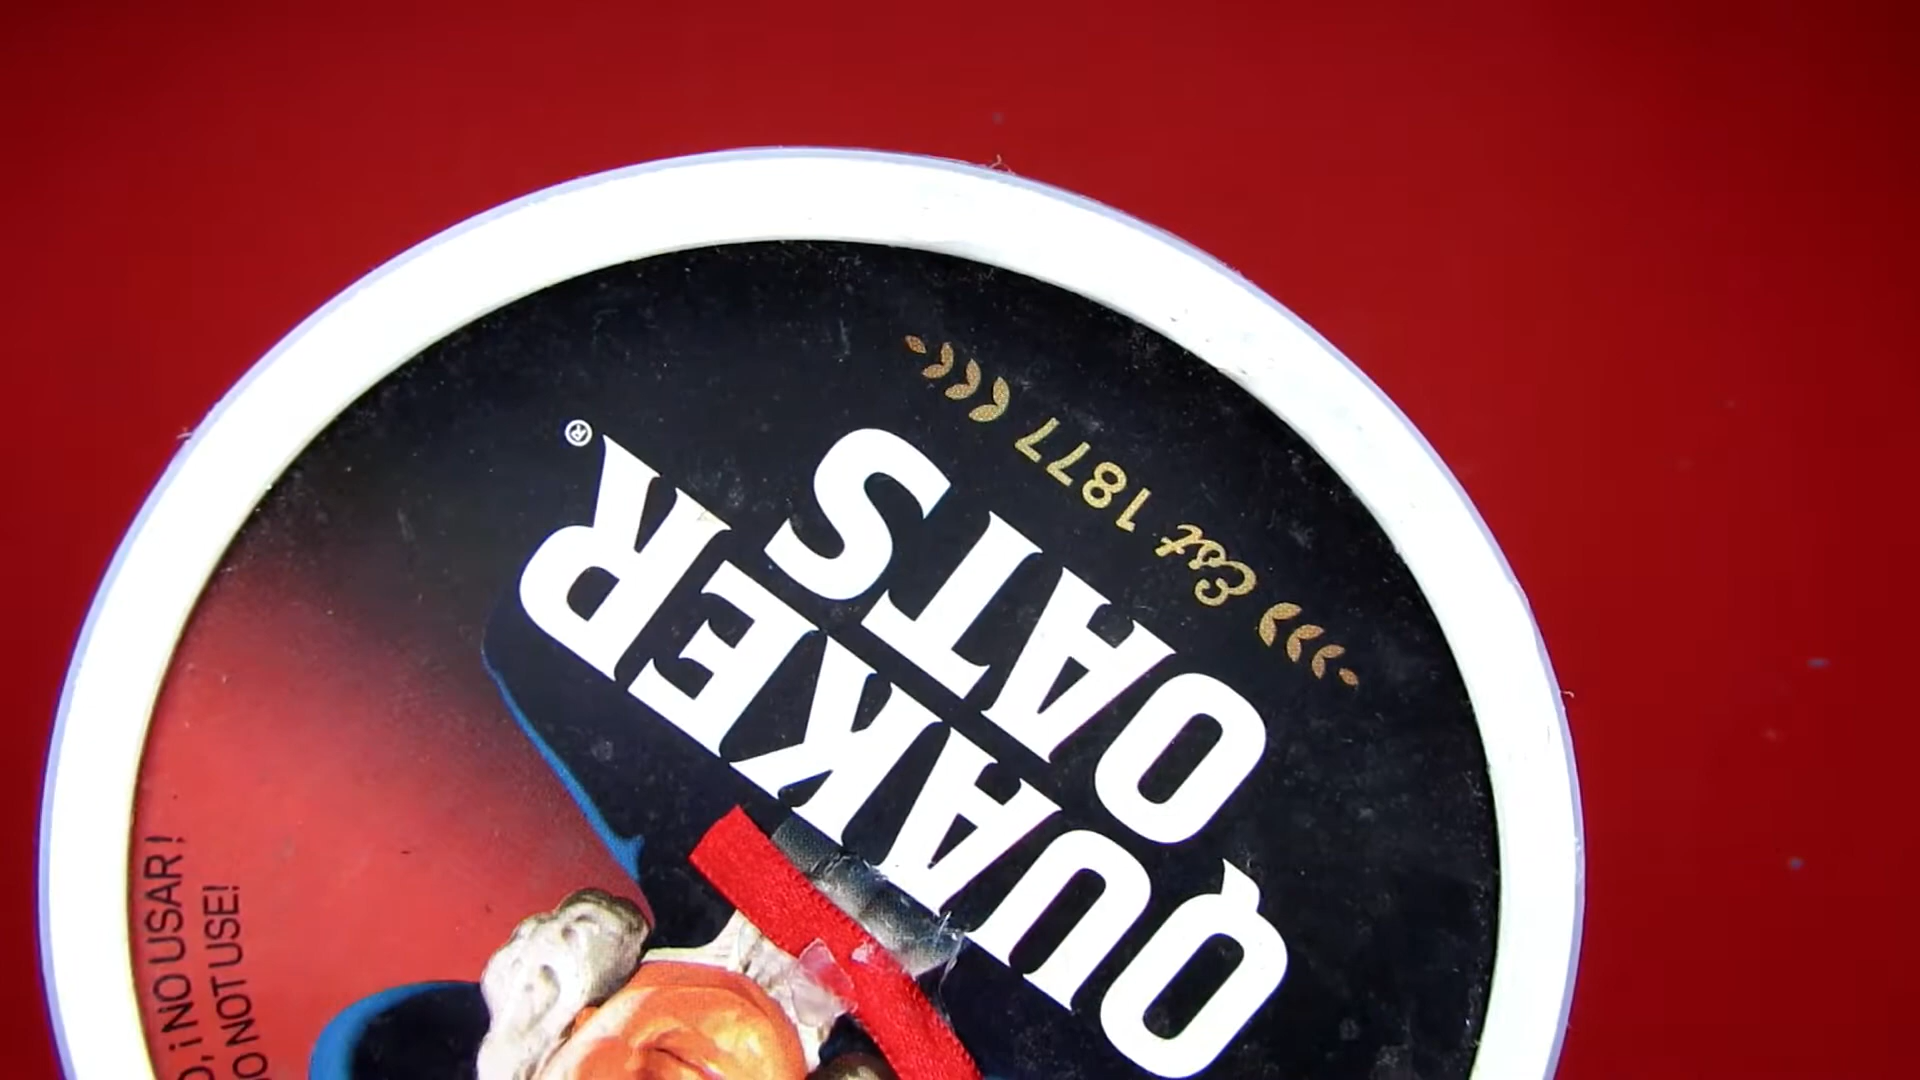 QUAKER®
OATS
Est 1877
¡NO USAR!
NOT USE!